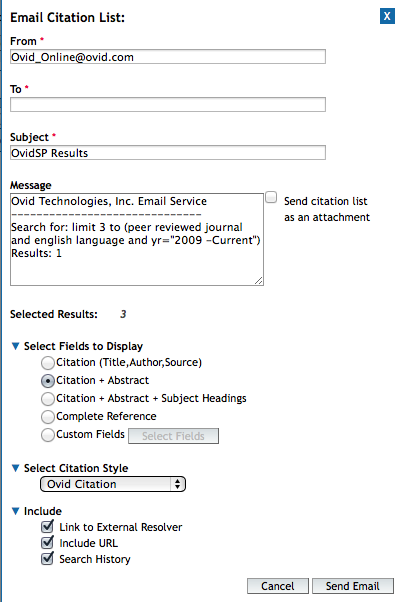 Email Citation List:
X
From *
Ovid_Online@ovid.com
To *
Subject *
OvidSP Results
Message
Ovid Technologies, Inc. Email Service
------------------------------
Search for: limit 3 to (peer reviewed journal
and english language and yr="2009 -Current")
Results: 1
Send citation list
as an attachment
Selected Results: 3
Select Fields to Display
Citation (Title,Author,Source)
Citation + Abstract
Citation + Abstract + Subject Headings
Complete Reference
Custom Fields Select Fields
Select Citation Style
Ovid Citation
Include
Link to External Resolver
Include URL
Search History
Cancel Send Email